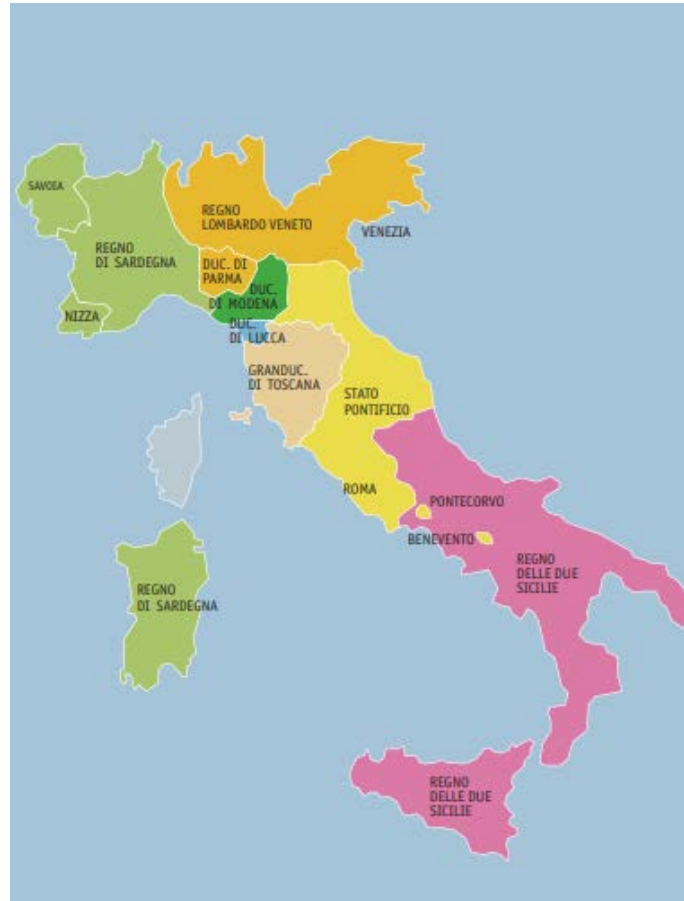 SAVOIA
REGNO
LOMBARDO VENETO
VENEZIA
REGNO
DI SARDEGNA
DUC. DI
PARMA
DUC.
DI MODENA
NIZZA
DUC.
DI LUCCA
GRANDUC.
DI TOSCANA
STATO
PONTIFICIO
ROMA
PONTECORVO
BENEVENTO
REGNO
DELLE DUE
SICILIE
REGNO
DI SARDEGNA
REGNO
DELLE DUE
SICILIE